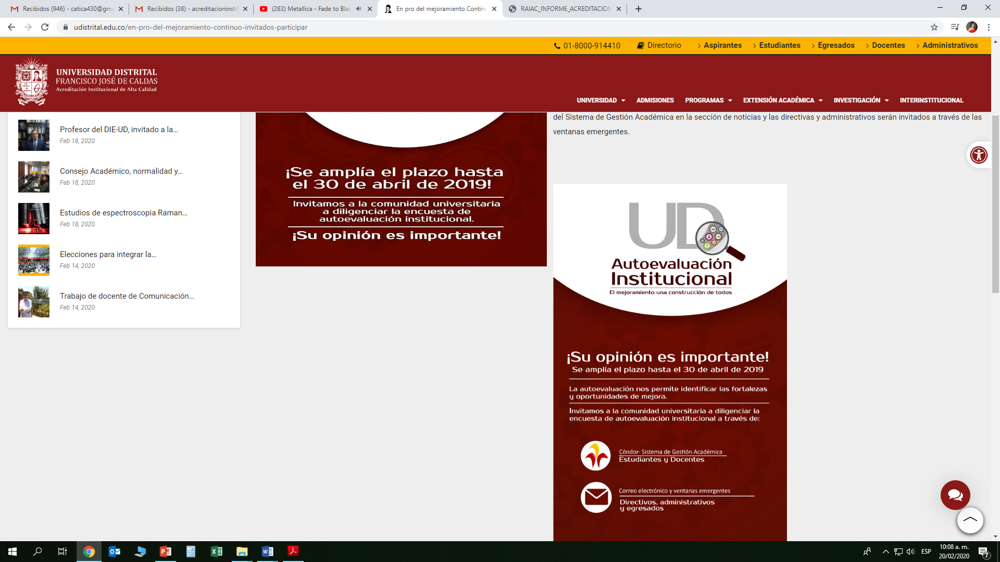 Recibidos (946) - catica430@gma
Recibidos (38) - acreditacioninst
(283) Metallica - Fade to Blac
En pro del mejoramiento Continu
RAIAC_INFORME_ACREDITACION
udistrital.edu.co/en-pro-del-mejoramiento-continuo-invitados-participar
01-8000-914410
Directorio
Aspirantes
Estudiantes
Egresados
Docentes
Administrativos
UNIVERSIDAD DISTRITAL
FRANCISCO JOSÉ DE CALDAS
Acreditación Institucional de Alta Calidad
UNIVERSIDAD
ADMISIONES
PROGRAMAS
EXTENSIÓN ACADÉMICA
INVESTIGACIÓN
INTERINSTITUCIONAL
Profesor del DIE-UD, invitado a la...
Feb 18, 2020
Consejo Académico, normalidad y...
Feb 18, 2020
Estudios de espectroscopia Raman...
Feb 18, 2020
Elecciones para integrar la...
Feb 14, 2020
Trabajo de docente de Comunicación...
Feb 14, 2020
¡Se amplía el plazo hasta
el 30 de abril de 2019!
Invitamos a la comunidad universitaria
a diligenciar la encuesta de
autoevaluación institucional.
¡Su opinión es importante!
del Sistema de Gestión Académica en la sección de noticias y las directivas y administrativos serán invitados a través de las
ventanas emergentes.
UD
Autoevaluación
Institucional
El mejoramiento una construcción de todos
¡Su opinión es importante!
Se amplía el plazo hasta el 30 de abril de 2019
La autoevaluación nos permite identificar las fortalezas
y oportunidades de mejora.
Invitamos a la comunidad universitaria a diligenciar la
encuesta de autoevaluación institucional a través de:
Cóndor- Sistema de Gestión Académica
Estudiantes y Docentes
Correo electrónico y ventanas emergentes
Directivos, administrativos
y egresados
ESP
10:08 a. m.
20/02/2020
7